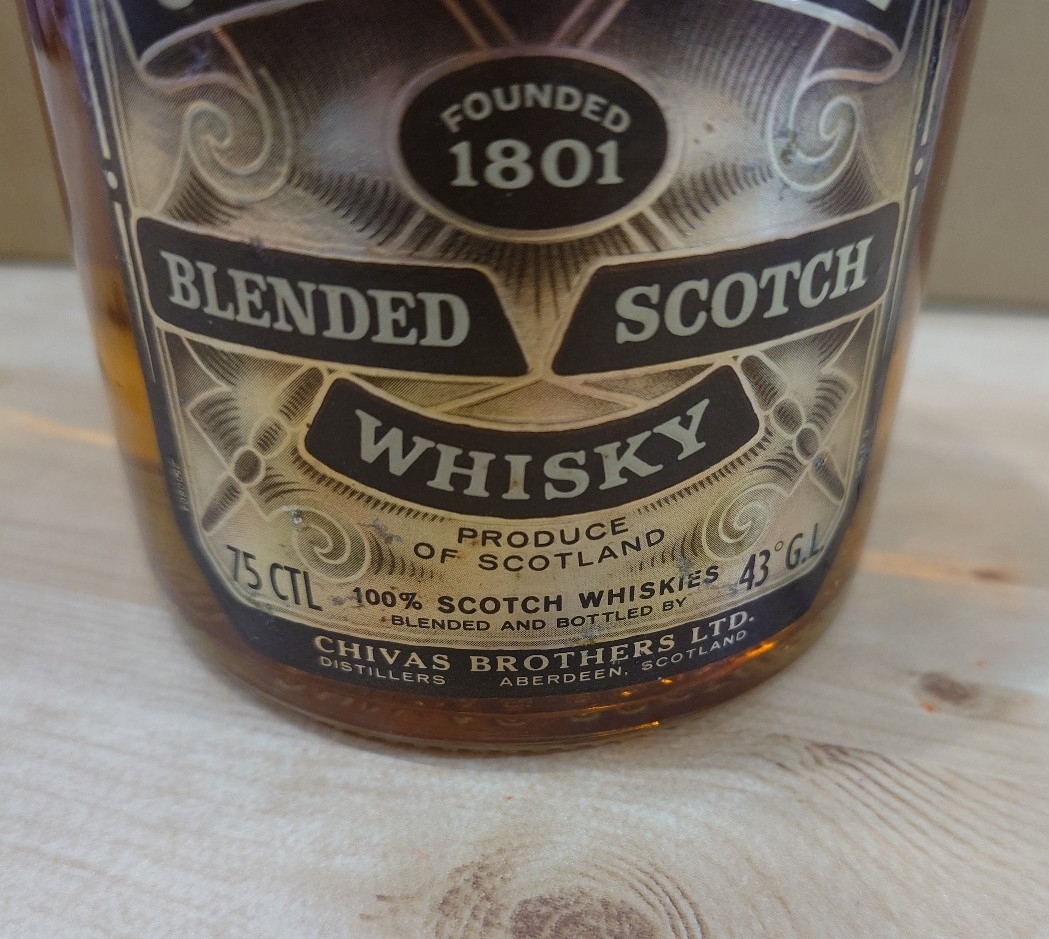 FOUNDED
1801
BLENDED SCOTCH
WHISKY
PRODUCE
OF SCOTLAND
75 CTL 43° G.L.
100% SCOTCH WHISKIES
BLENDED AND BOTTLED BY
CHIVAS BROTHERS LTD.
DISTILLERS ABERDEEN, SCOTLAND